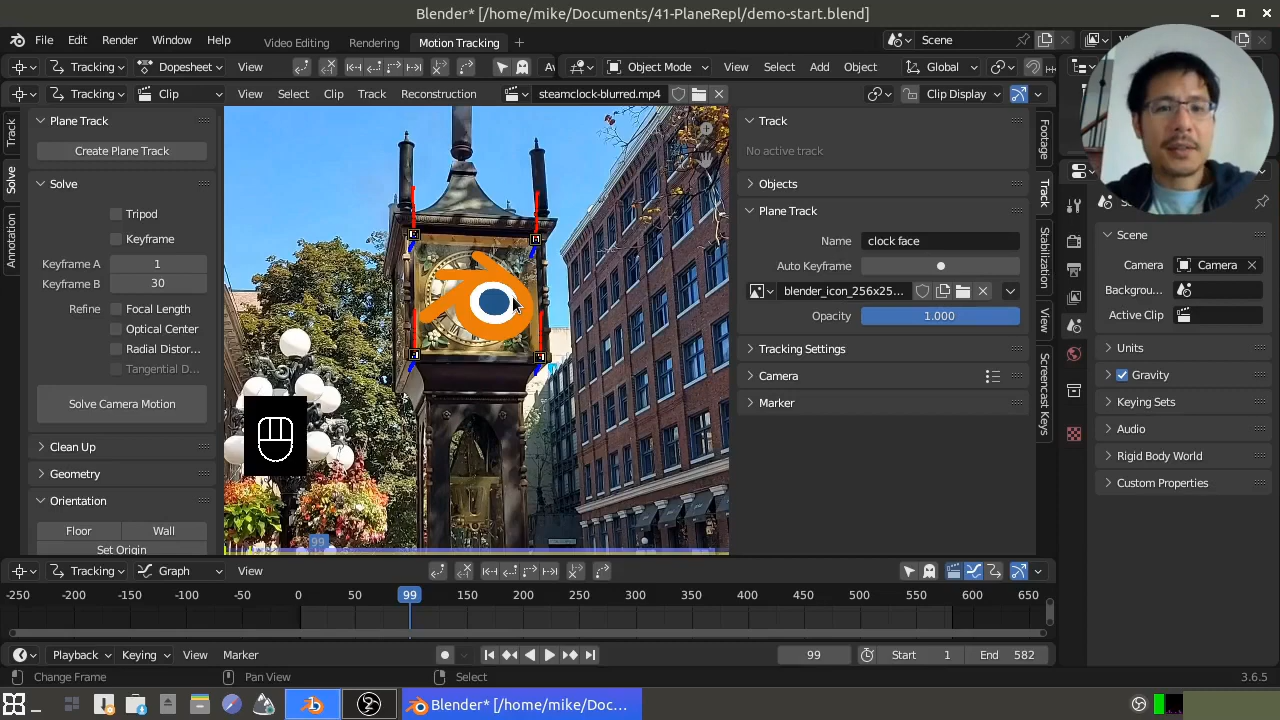 Blender* [/home/mike/Documents/41-PlaneRepl/demo-start.blend]
File Edit Render Window Help Video Editing Rendering Motion Tracking Scene
Tracking Dopesheet View Object Mode View Select Add Object Global
Tracking Clip View Select Clip Track Reconstruction steamclock-blurred.mp4 Clip Display
Track
Solve
Annotation
Plane Track
Create Plane Track
Solve
Tripod
Keyframe
Keyframe A 1
Keyframe B 30
Refine Focal Length
Optical Center
Radial Distor...
Tangential D...
Solve Camera Motion
Clean Up
Geometry
Orientation
Floor Wall
Set Origin
99
Track
No active track
Objects
Plane Track
Name clock face
Auto Keyframe
blender_icon_256x25...
Opacity 1.000
Tracking Settings
Camera
Marker
Footage
Track
Stabilization
View
Screencast Keys
Scene
Camera Camera
Backgrou...
Active Clip
Units
Gravity
Keying Sets
Audio
Rigid Body World
Custom Properties
Tracking Graph View
-250 -200 -150 -100 -50 0 50 99 150 200 250 300 350 400 450 500 550 600 650
Playback Keying View Marker 99 Start 1 End 582
Change Frame Pan View Select 3.6.5
1 Blender* [/home/mike/Doc...